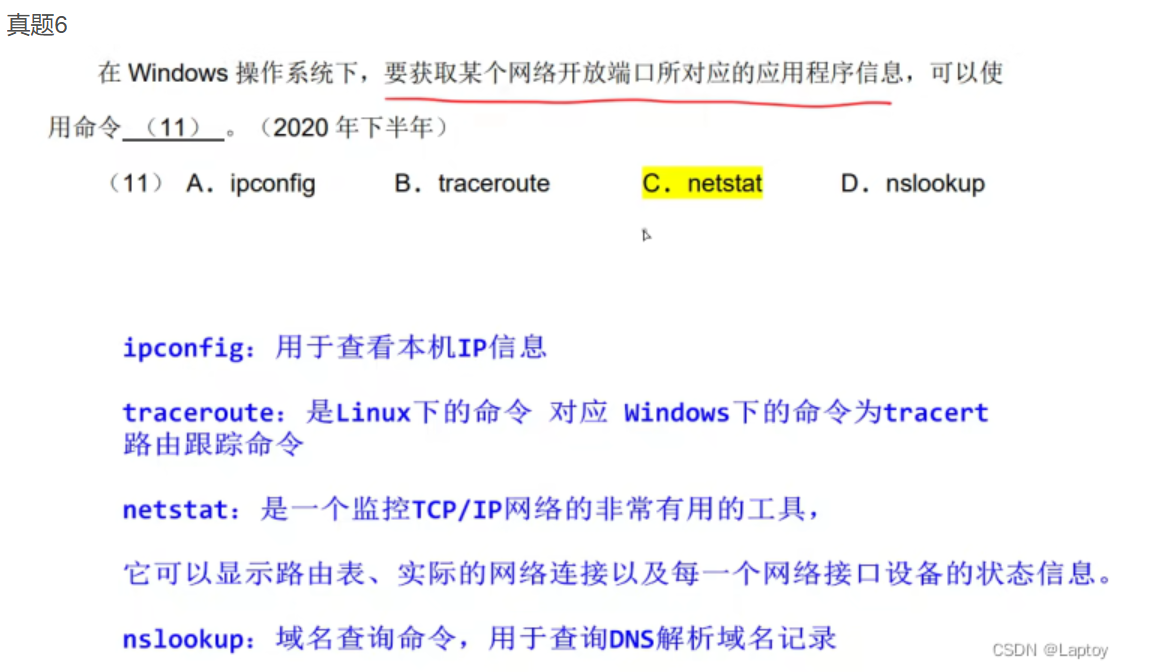 真题6
在 Windows 操作系统下，要获取某个网络开放端口所对应的应用程序信息，可以使
用命令 （11） 。（2020 年下半年）
（11） A． ipconfig B． traceroute C． netstat D． nslookup
ipconfig：用于查看本机IP信息
traceroute：是Linux下的命令 对应 Windows下的命令为tracert
路由跟踪命令
netstat：是一个监控TCP/IP网络的非常有用的工具，
它可以显示路由表、实际的网络连接以及每一个网络接口设备的状态信息。
nslookup：域名查询命令，用于查询DNS解析域名记录
CSDN @Laptoy